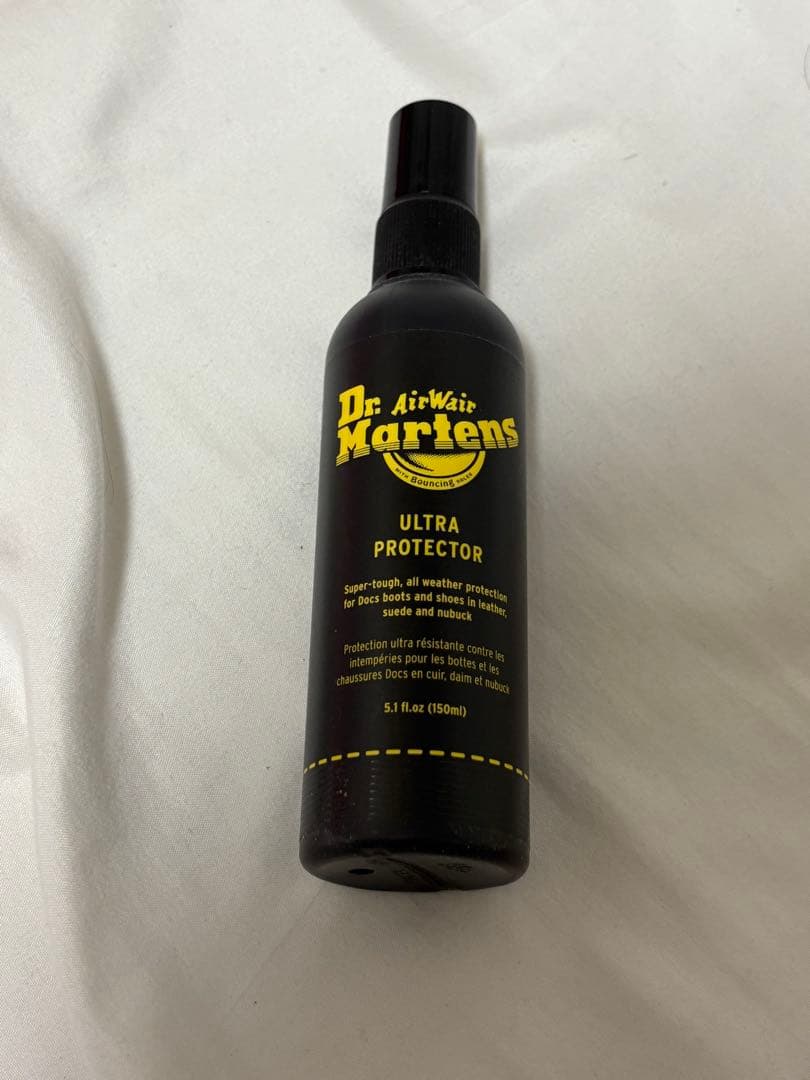 Dr. AirWair
Martens
WITH Bouncing SOLES
ULTRA
PROTECTOR
Super-tough, all weather protection
for Docs boots and shoes in leather,
suede and nubuck
Protection ultra résistante contre les
intempéries pour les bottes et les
chaussures Docs en cuir, daim et nubuck
5.1 fl.oz (150ml)